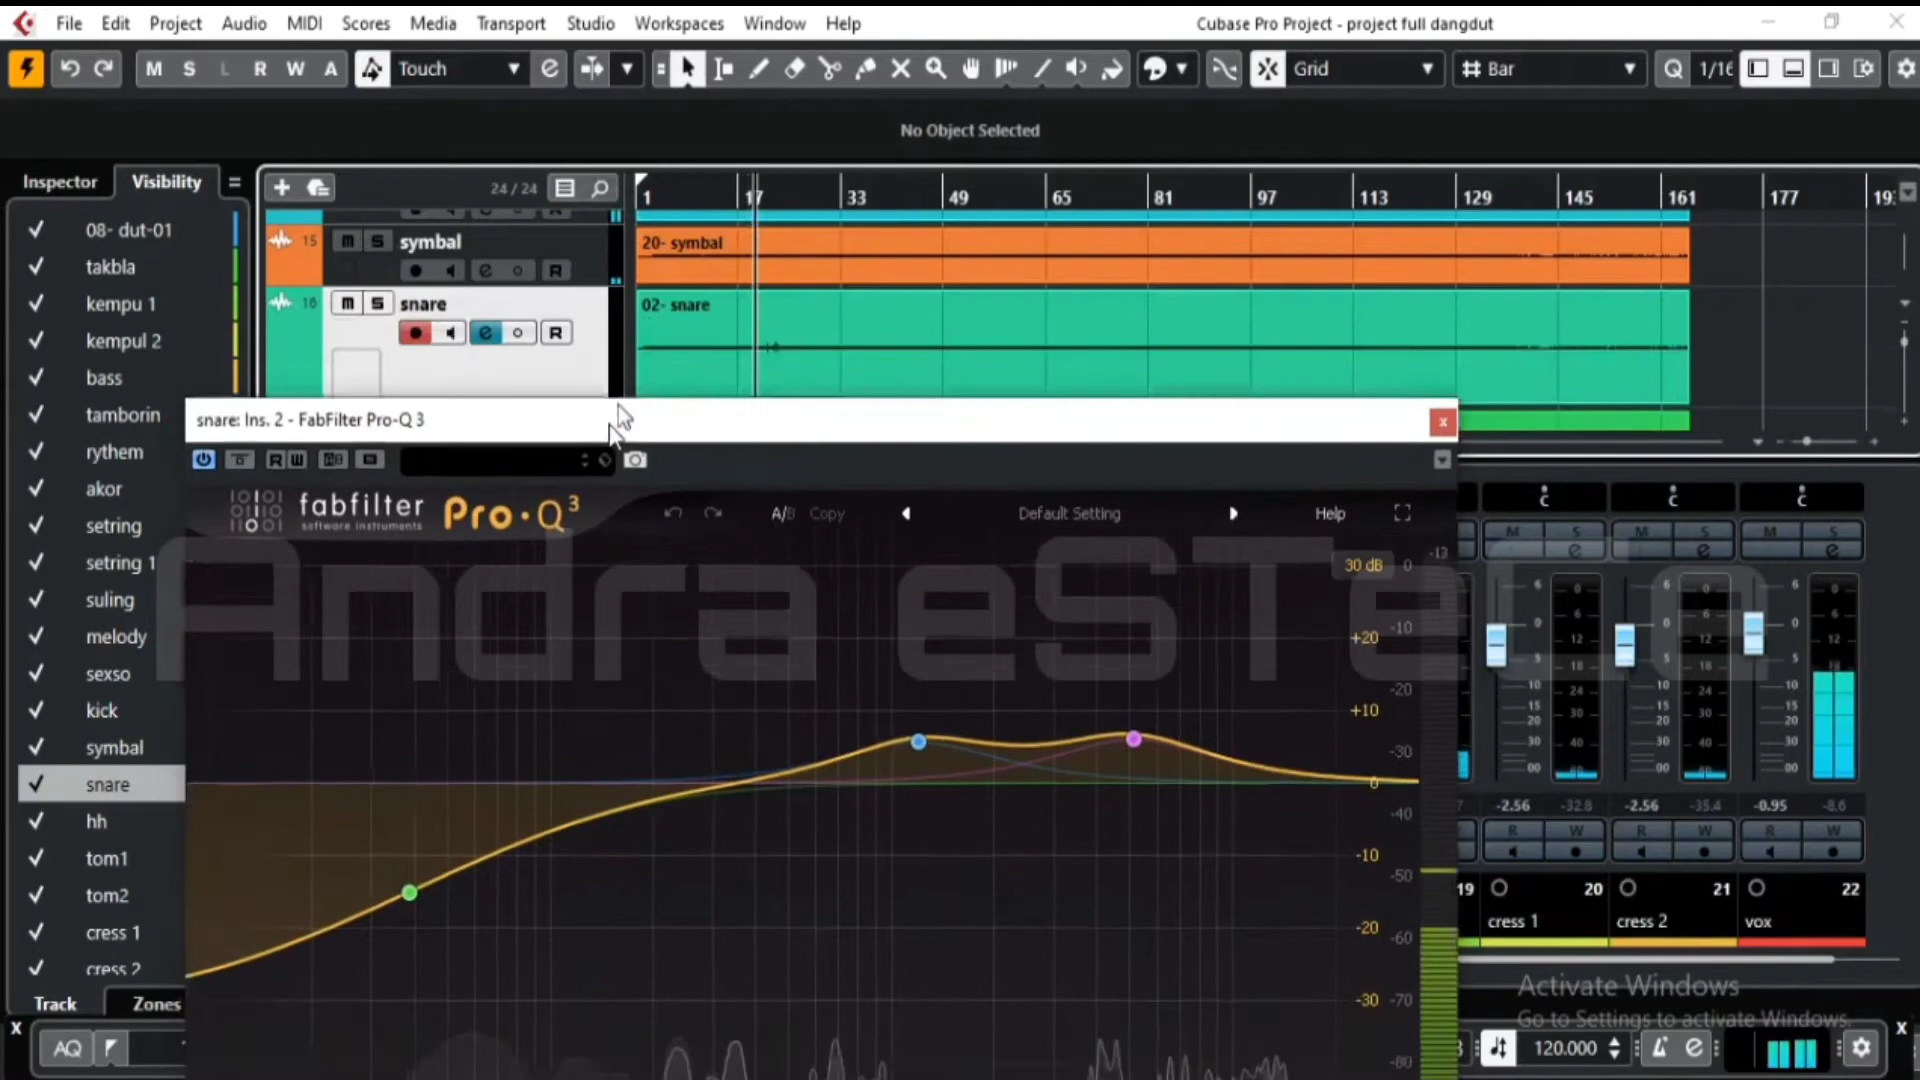 File Edit Project Audio MIDI Scores Media Transport Studio Workspaces Window Help
Cubase Pro Project - project full dangdut
M S L R W A
Touch
Grid
Bar
Q 1/16
No Object Selected
Inspector
Visibility
24 / 24
1 17 33 49 65 81 97 113 129 145 161 177 193
08- dut-01
takbla
kempu 1
kempul 2
bass
tamborin
rythem
akor
setring
setring 1
suling
melody
sexso
kick
symbal
snare
hh
tom1
tom2
cress 1
cress 2
Track
Zones
15 m S symbal
R
16 m S snare
R
20- symbal
02- snare
snare: Ins. 2 - FabFilter Pro-Q 3
R W
fabfilter
software instruments
Pro·Q3
A/B Copy
Default Setting
Help
30 dB
+20
+10
0
-10
-20
-30
-13
0
-10
-20
-30
-40
-50
-60
-70
-80
Andra eSTeCh
C C C
M S M S M S
-2.56 -32.8 -2.56 -35.4 -0.95 -8.6
R W R W R W
19 20 21 22
cress 1
cress 2
vox
Activate Windows
Go to Settings to activate Windows.
x
AQ
120.000
x